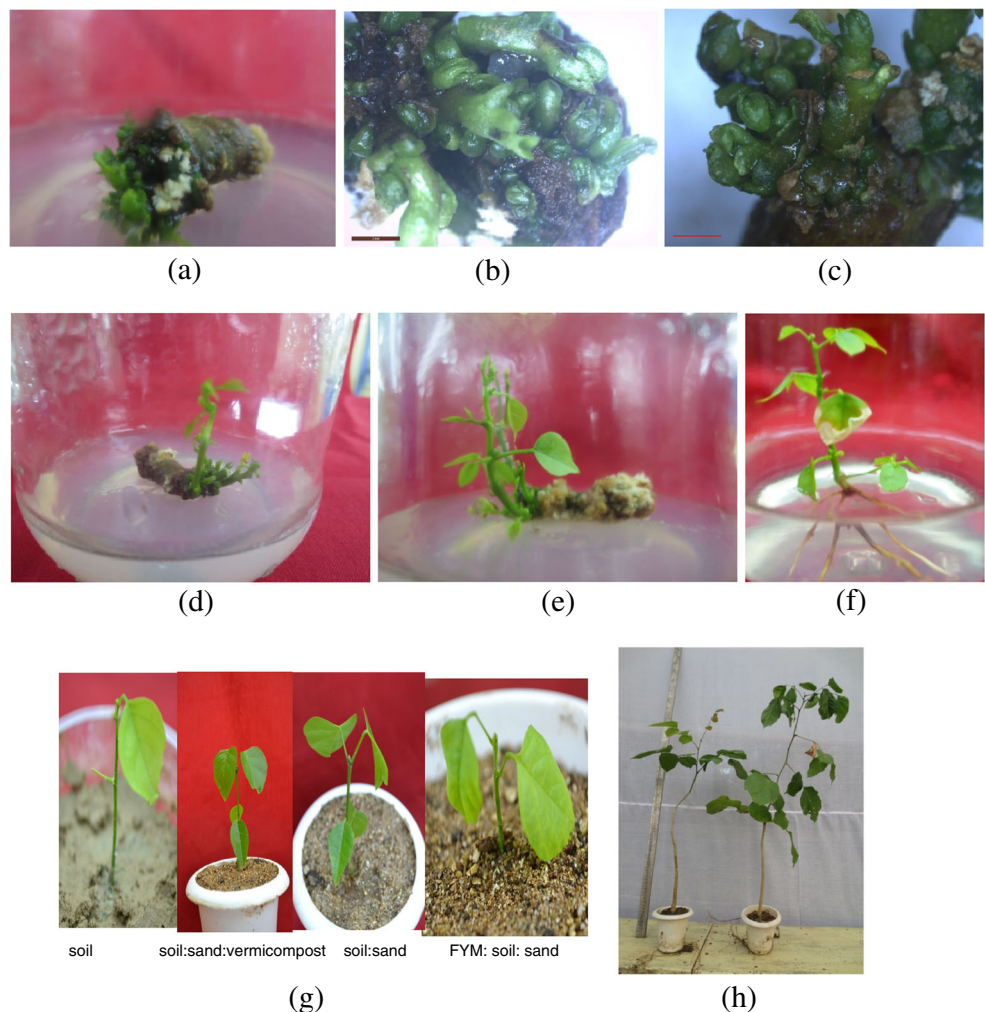 (a)
(b)
(c)
(d)
(e)
(f)
soil
soil:sand:vermicompost
soil:sand
FYM: soil: sand
(g)
(h)